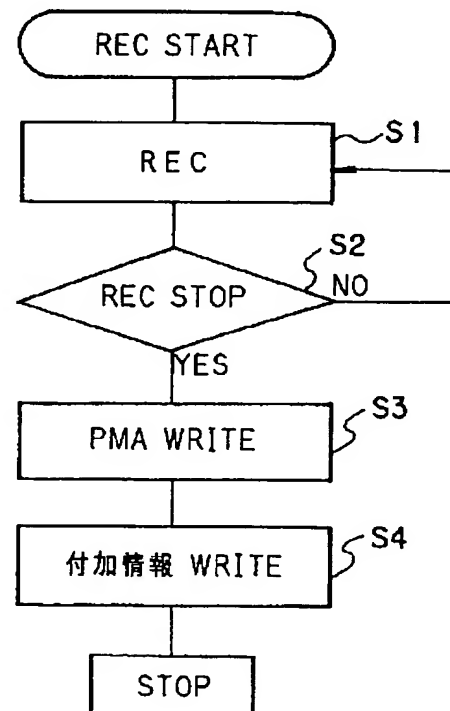 REC START
S1
REC
S2
REC STOP
NO
YES
S3
PMA WRITE
S4
付加情報 WRITE
STOP